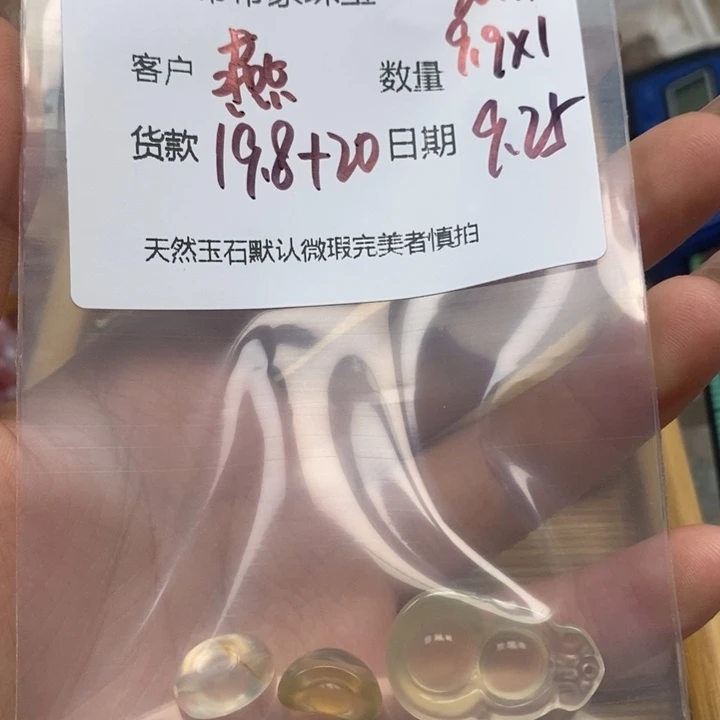 客户 燕 数量 9.9x1
货款 19.8+20 日期 9.25
天然玉石默认微瑕完美者慎拍